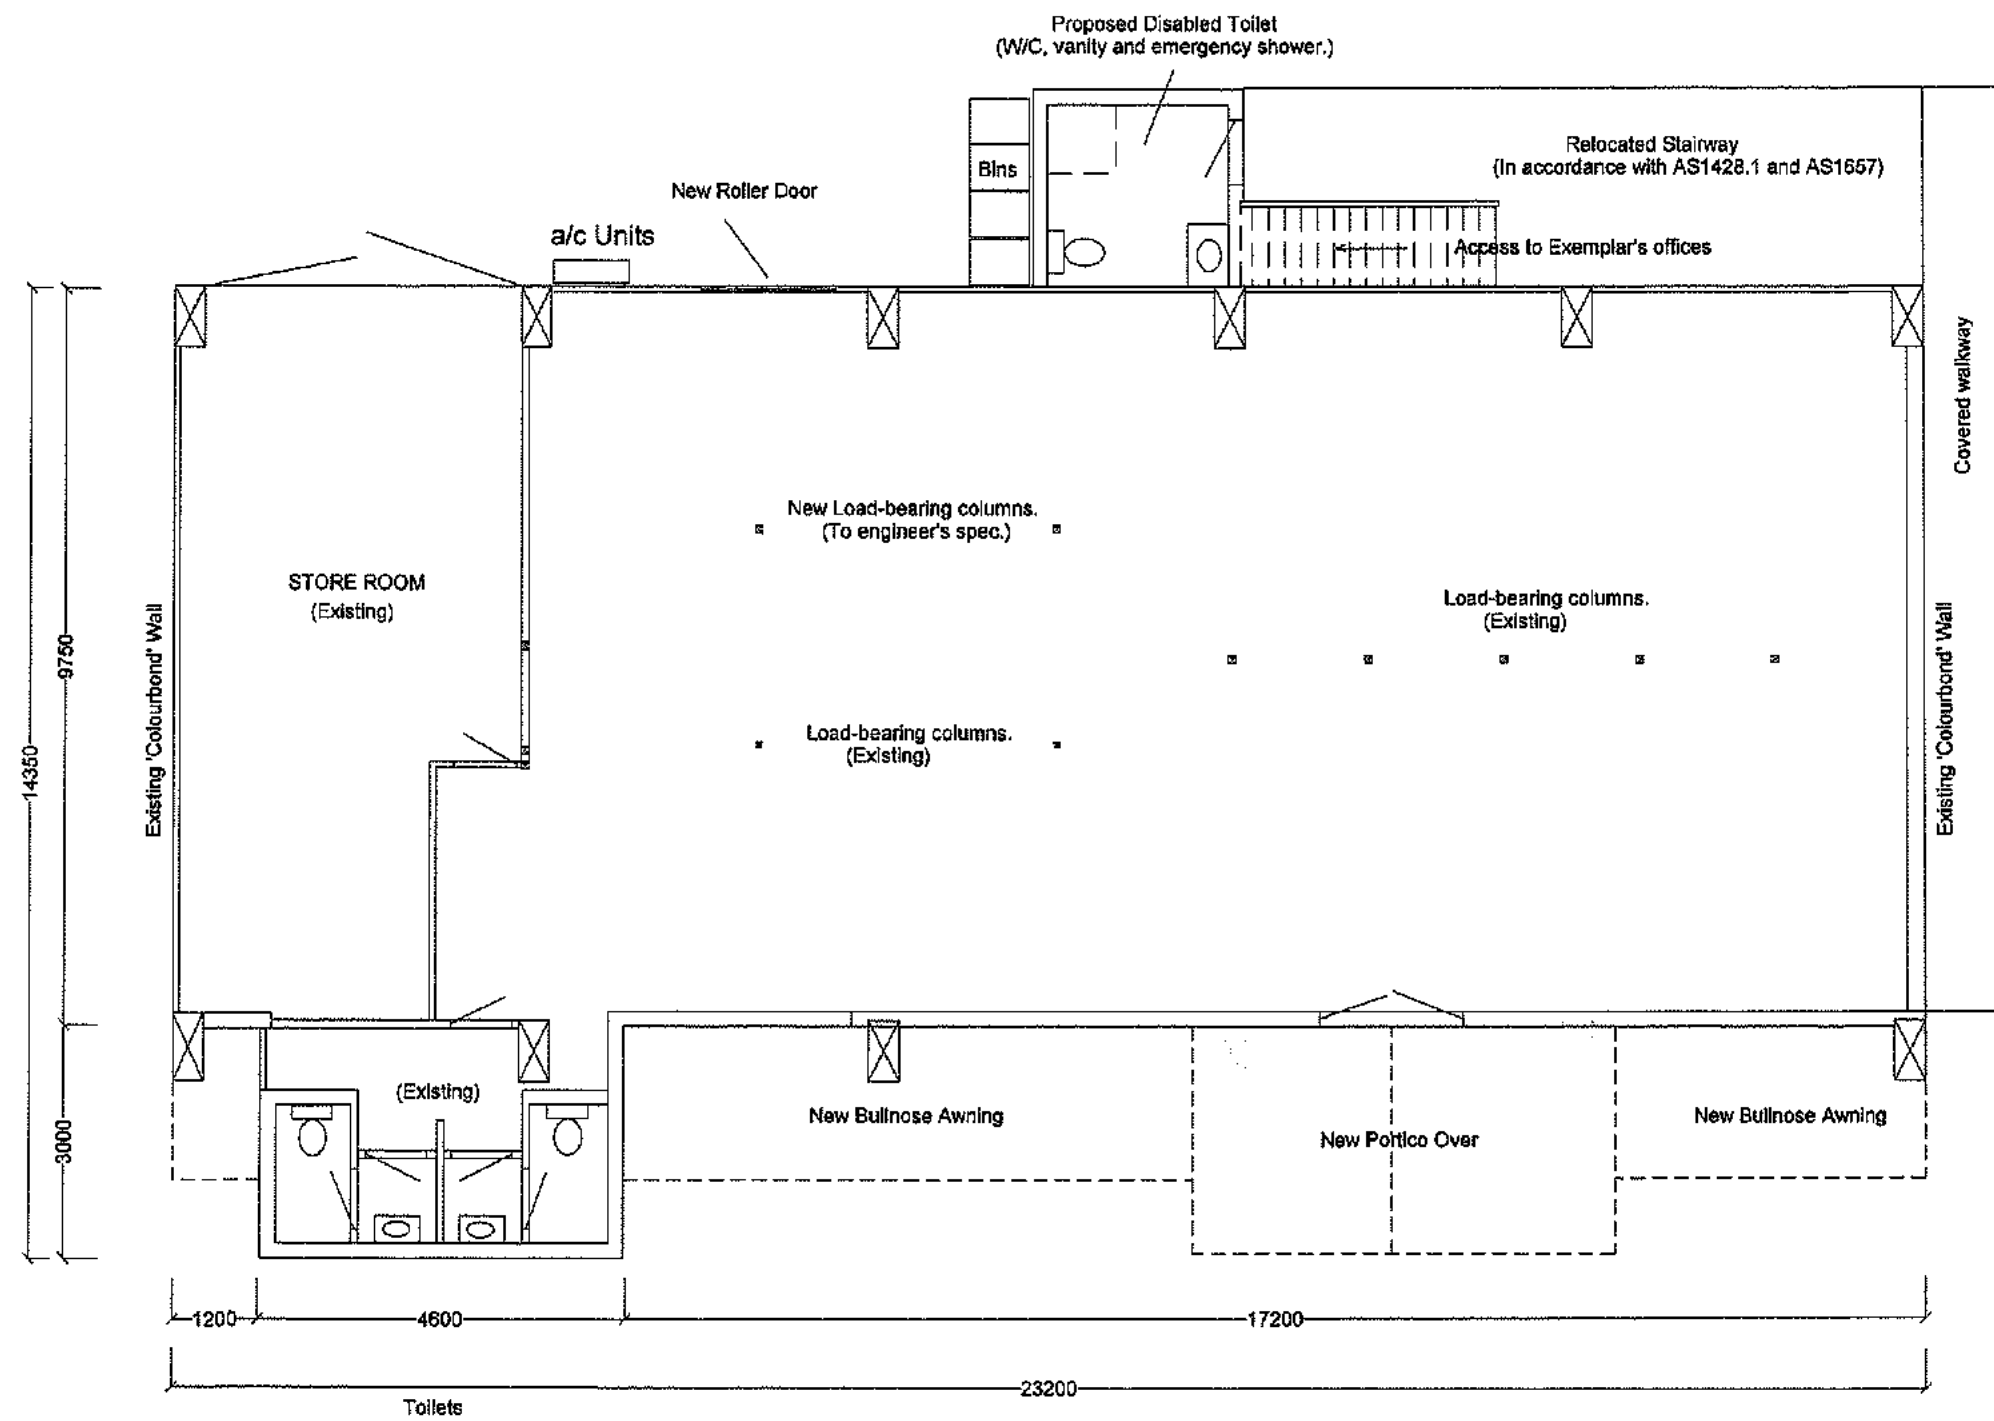 Proposed Disabled Toilet
(W/C, vanity and emergency shower.)
Relocated Stairway
(In accordance with AS1428.1 and AS1657)
Bins
New Roller Door
a/c Units
Access to Exemplar's offices
Covered walkway
New Load-bearing columns.
(To engineer's spec.)
STORE ROOM
(Existing)
Load-bearing columns.
(Existing)
Existing 'Colourbond' Wall
Existing 'Colourbond' Wall
9750
14350
Load-bearing columns.
(Existing)
(Existing)
New Bullnose Awning
New Portico Over
New Bullnose Awning
3000
1200
4600
17200
23200
Toilets